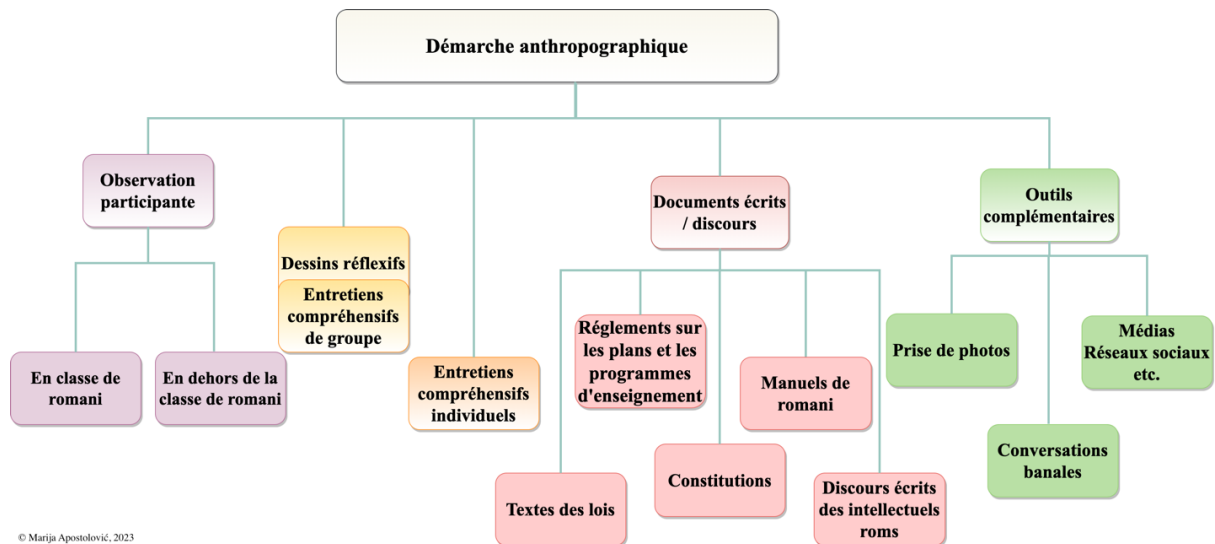 Démarche anthropographique
Observation
participante
En classe de
romani
En dehors de la
classe de romani
Dessins réflexifs
Entretiens
compréhensifs
de groupe
Entretiens
compréhensifs
individuels
Documents écrits
/ discours
Textes des lois
Réglements sur
les plans et les
programmes
d'enseignement
Constitutions
Manuels de
romani
Discours écrits
des intellectuels
roms
Outils
complémentaires
Prise de photos
Conversations
banales
Médias
Réseaux sociaux
etc.
© Marija Apostolović, 2023